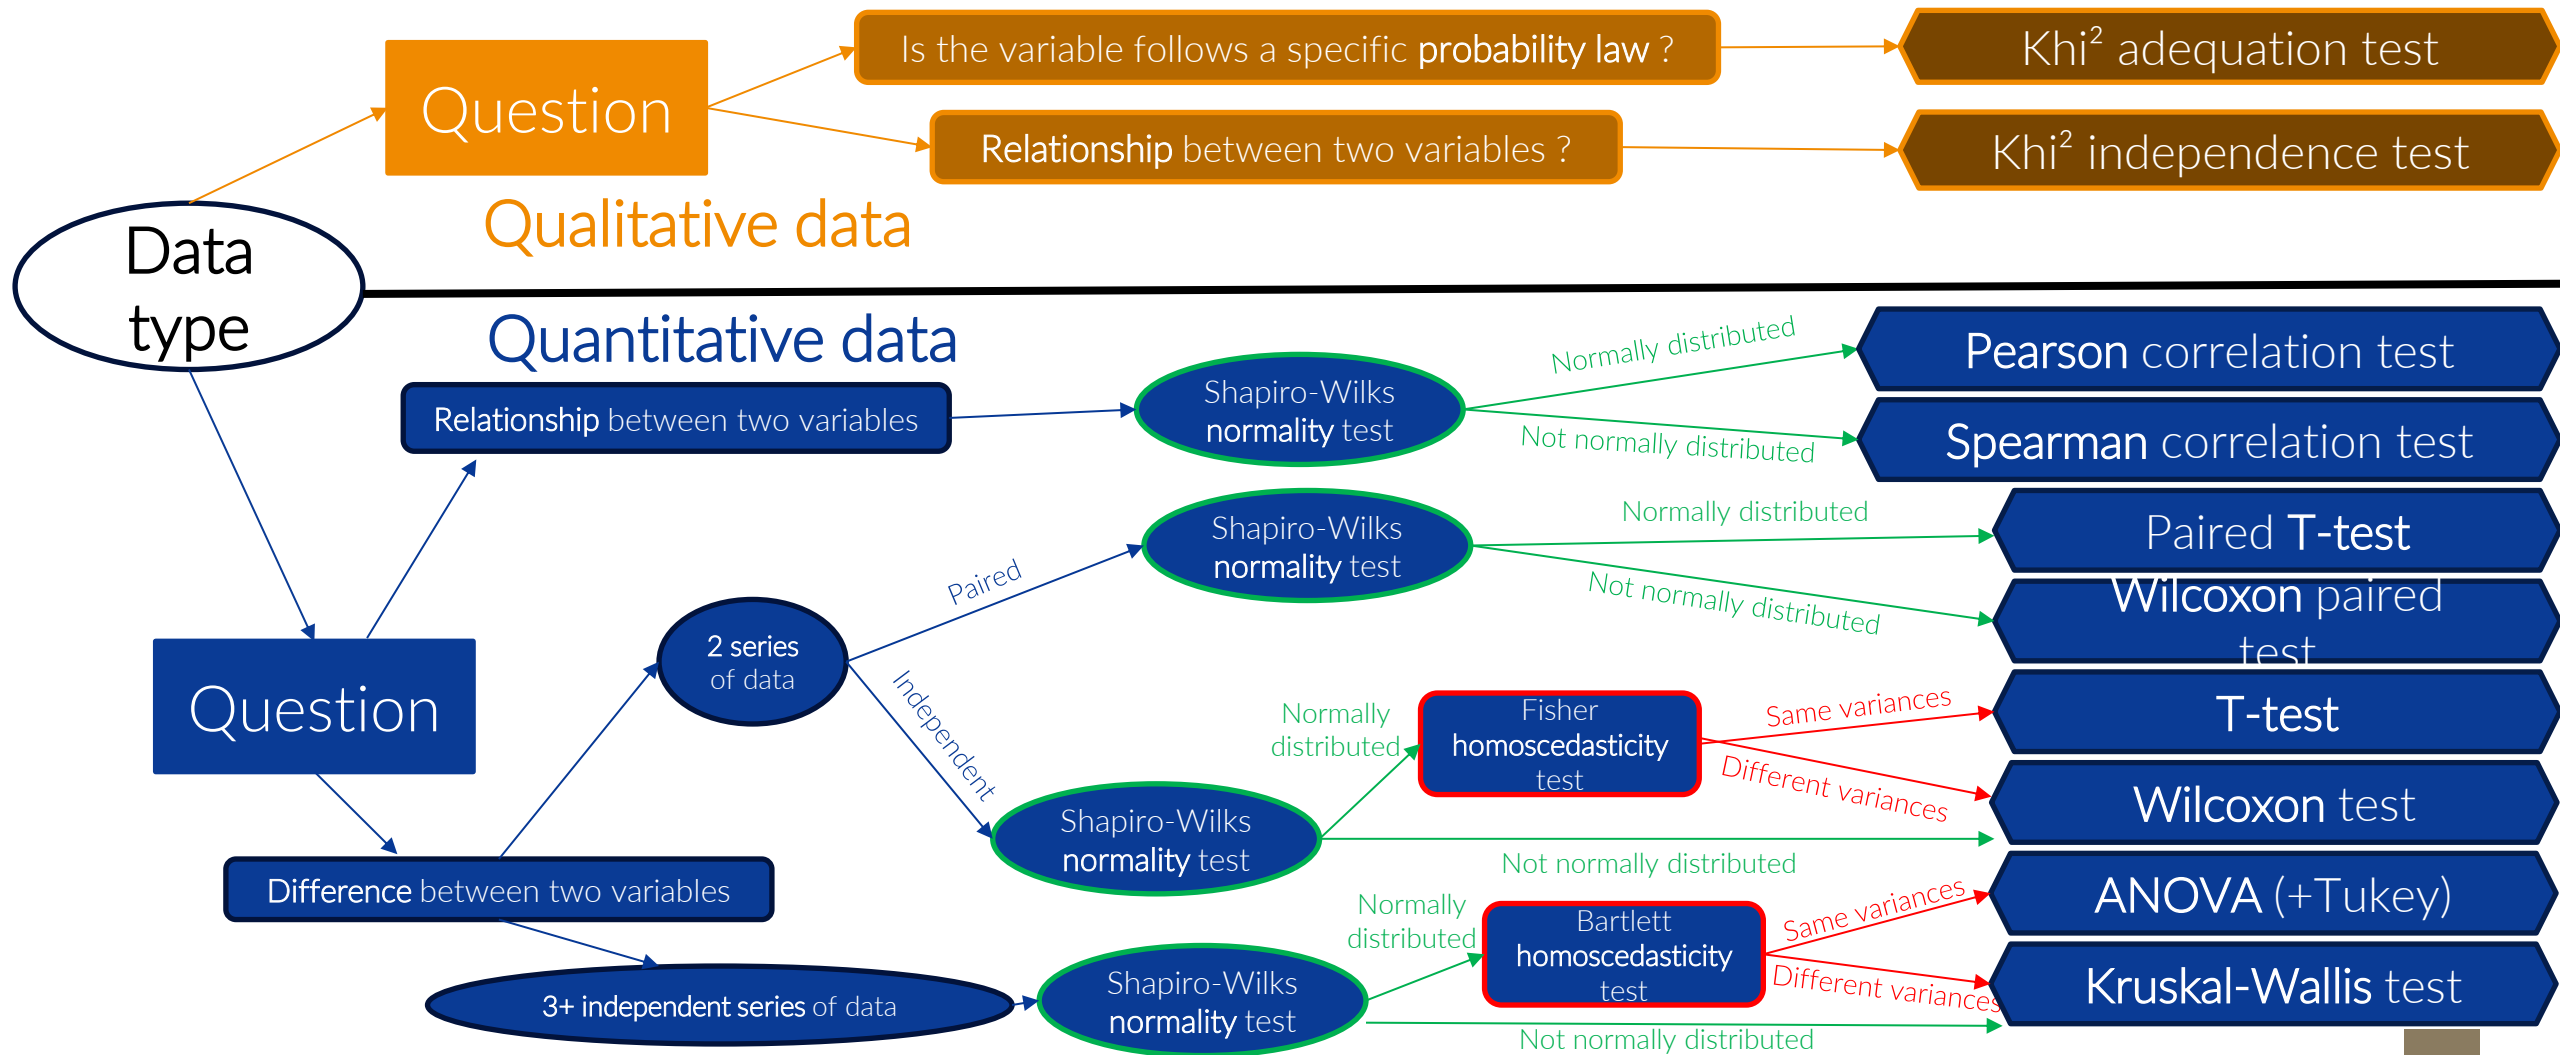 Is the variable follows a specific probability law ?
Khi² adequation test
Question
Relationship between two variables ?
Khi² independence test
Qualitative data
Data
type
Quantitative data
Relationship between two variables
Shapiro-Wilks
normality test
Normally distributed
Not normally distributed
Pearson correlation test
Spearman correlation test
Question
2 series
of data
Paired
Independent
Shapiro-Wilks
normality test
Normally distributed
Not normally distributed
Paired T-test
Wilcoxon paired
test
Shapiro-Wilks
normality test
Normally
distributed
Fisher
homoscedasticity
test
Same variances
Different variances
Not normally distributed
T-test
Wilcoxon test
Difference between two variables
3+ independent series of data
Shapiro-Wilks
normality test
Normally
distributed
Bartlett
homoscedasticity
test
Same variances
Different variances
Not normally distributed
ANOVA (+Tukey)
Kruskal-Wallis test